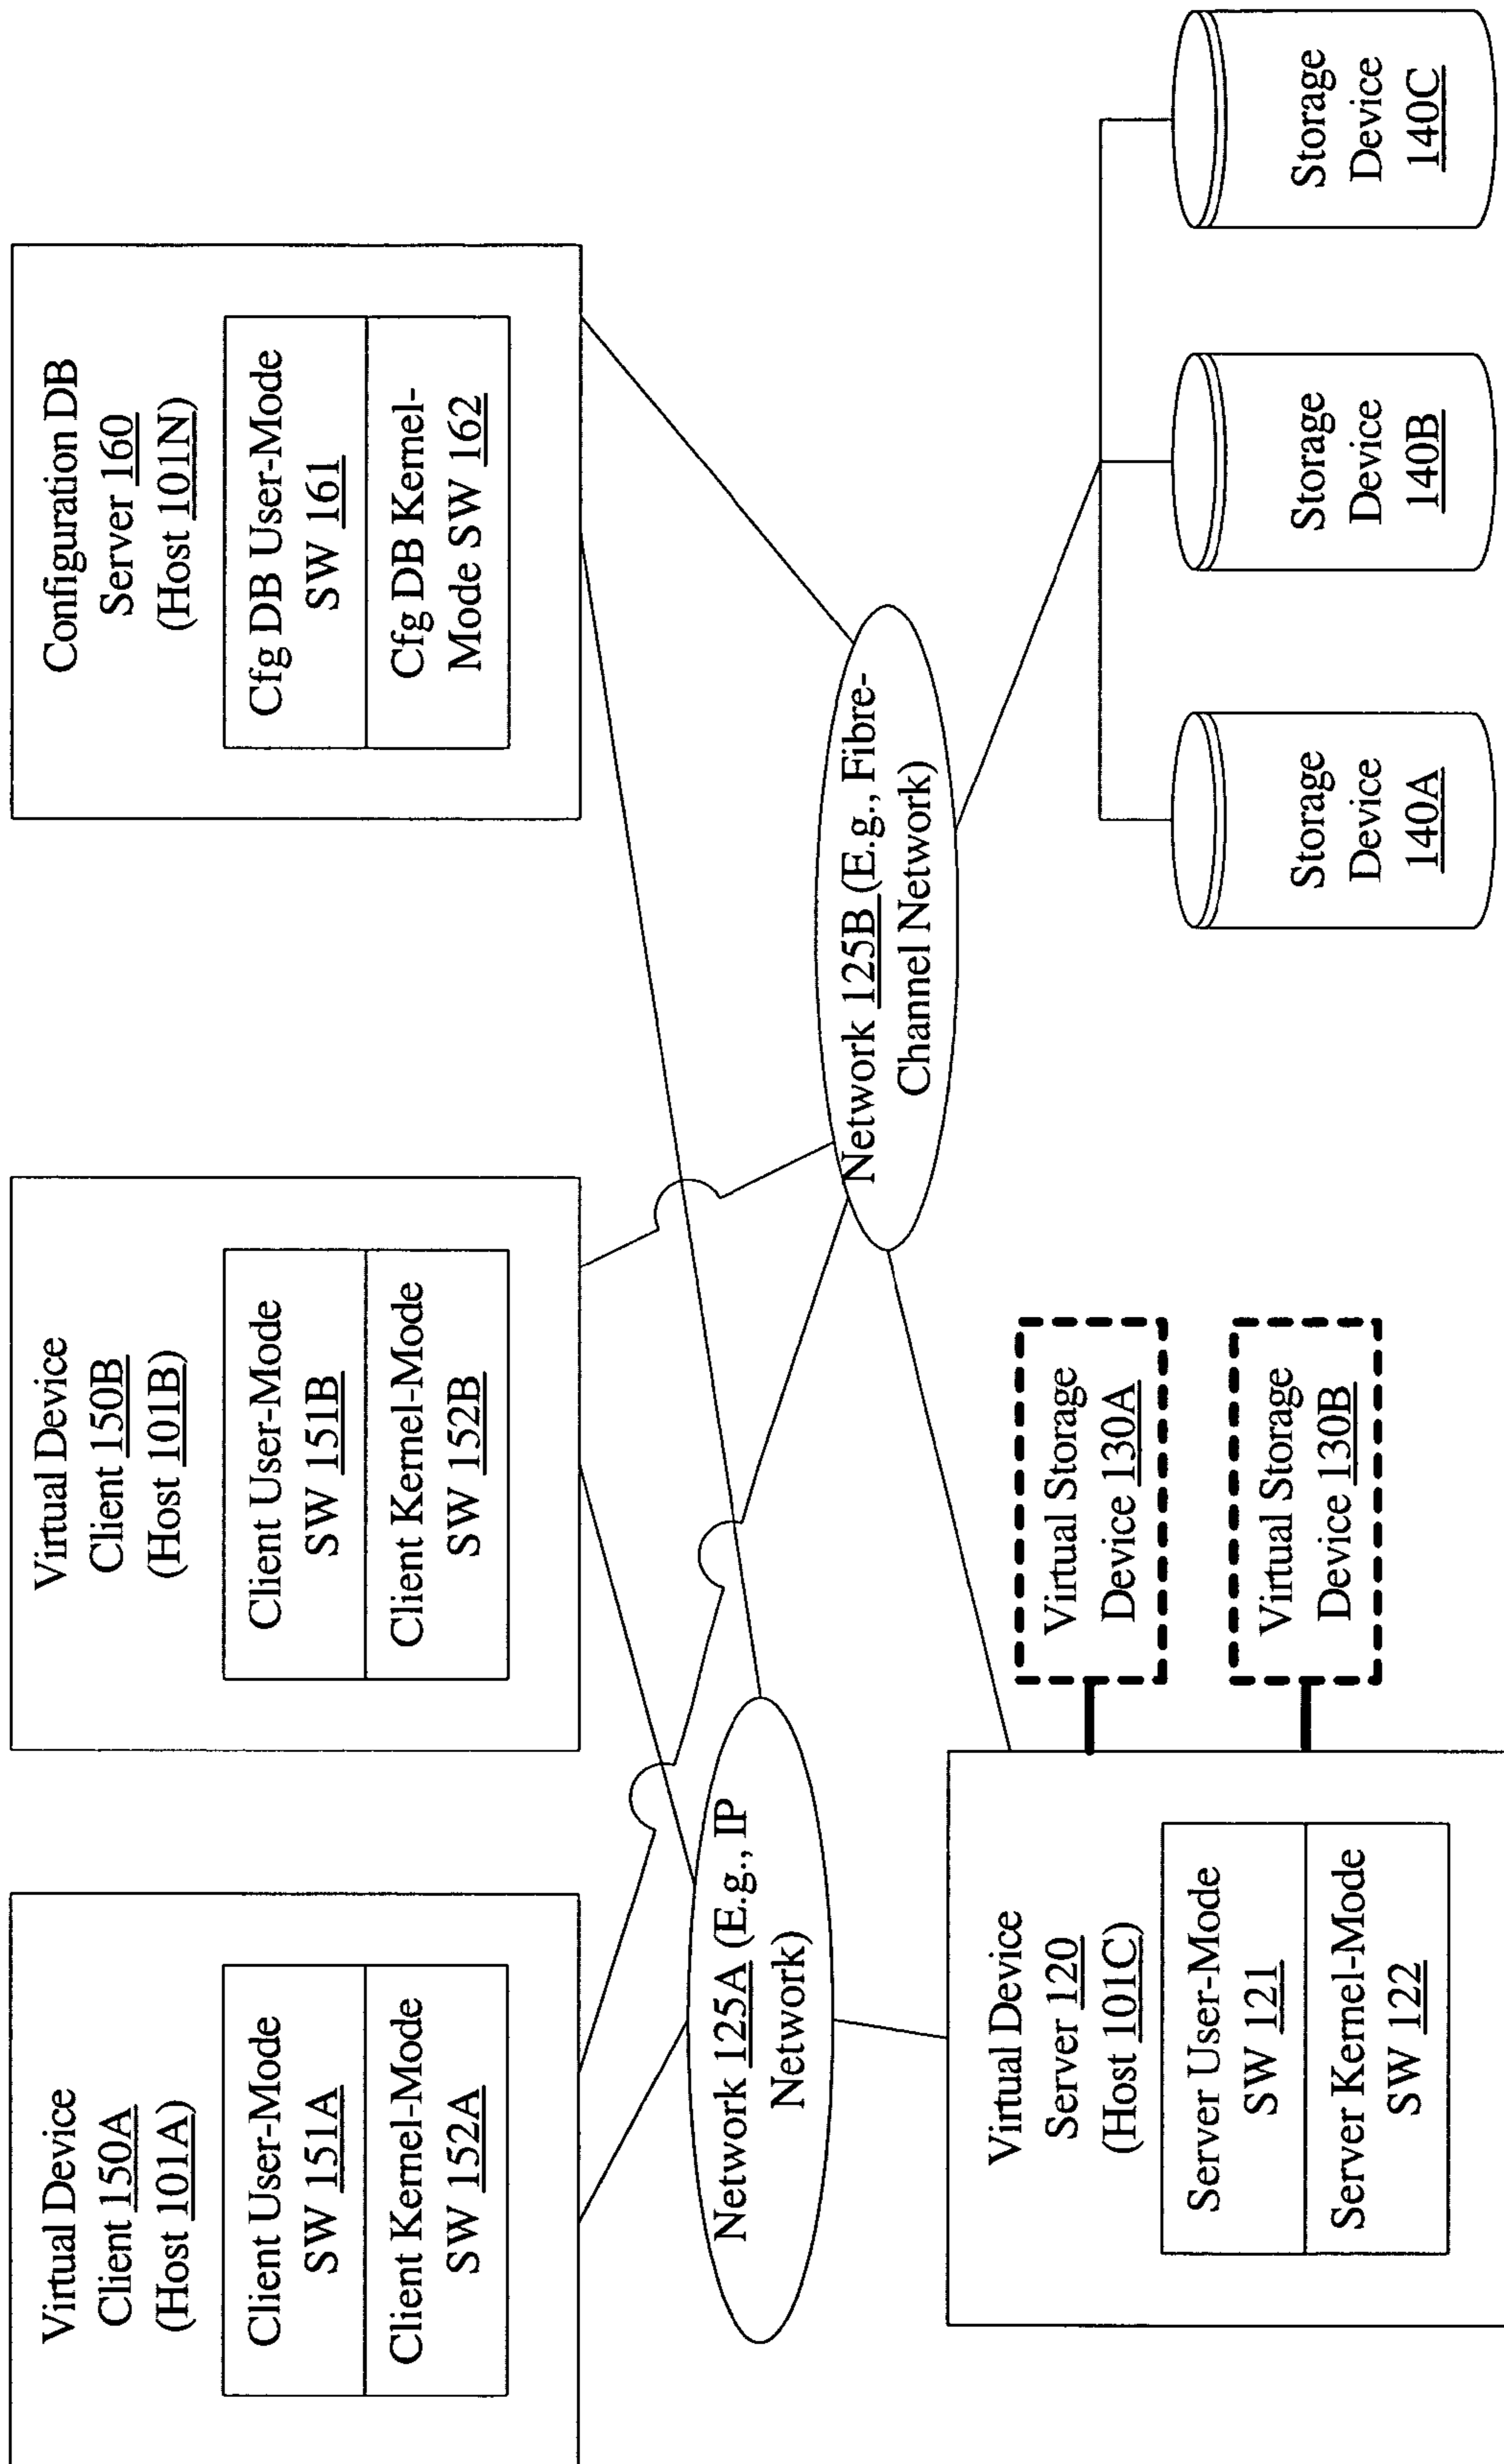 Virtual Device
Client 150A
(Host 101A)
Client User-Mode
SW 151A
Client Kernel-Mode
SW 152A
Virtual Device
Client 150B
(Host 101B)
Client User-Mode
SW 151B
Client Kernel-Mode
SW 152B
Configuration DB
Server 160
(Host 101N)
Cfg DB User-Mode
SW 161
Cfg DB Kernel-
Mode SW 162
Network 125A (E.g., IP
Network)
Network 125B (E.g., Fibre-
Channel Network)
Virtual Device
Server 120
(Host 101C)
Server User-Mode
SW 121
Server Kernel-Mode
SW 122
Virtual Storage
Device 130A
Virtual Storage
Device 130B
Storage
Device
140A
Storage
Device
140B
Storage
Device
140C